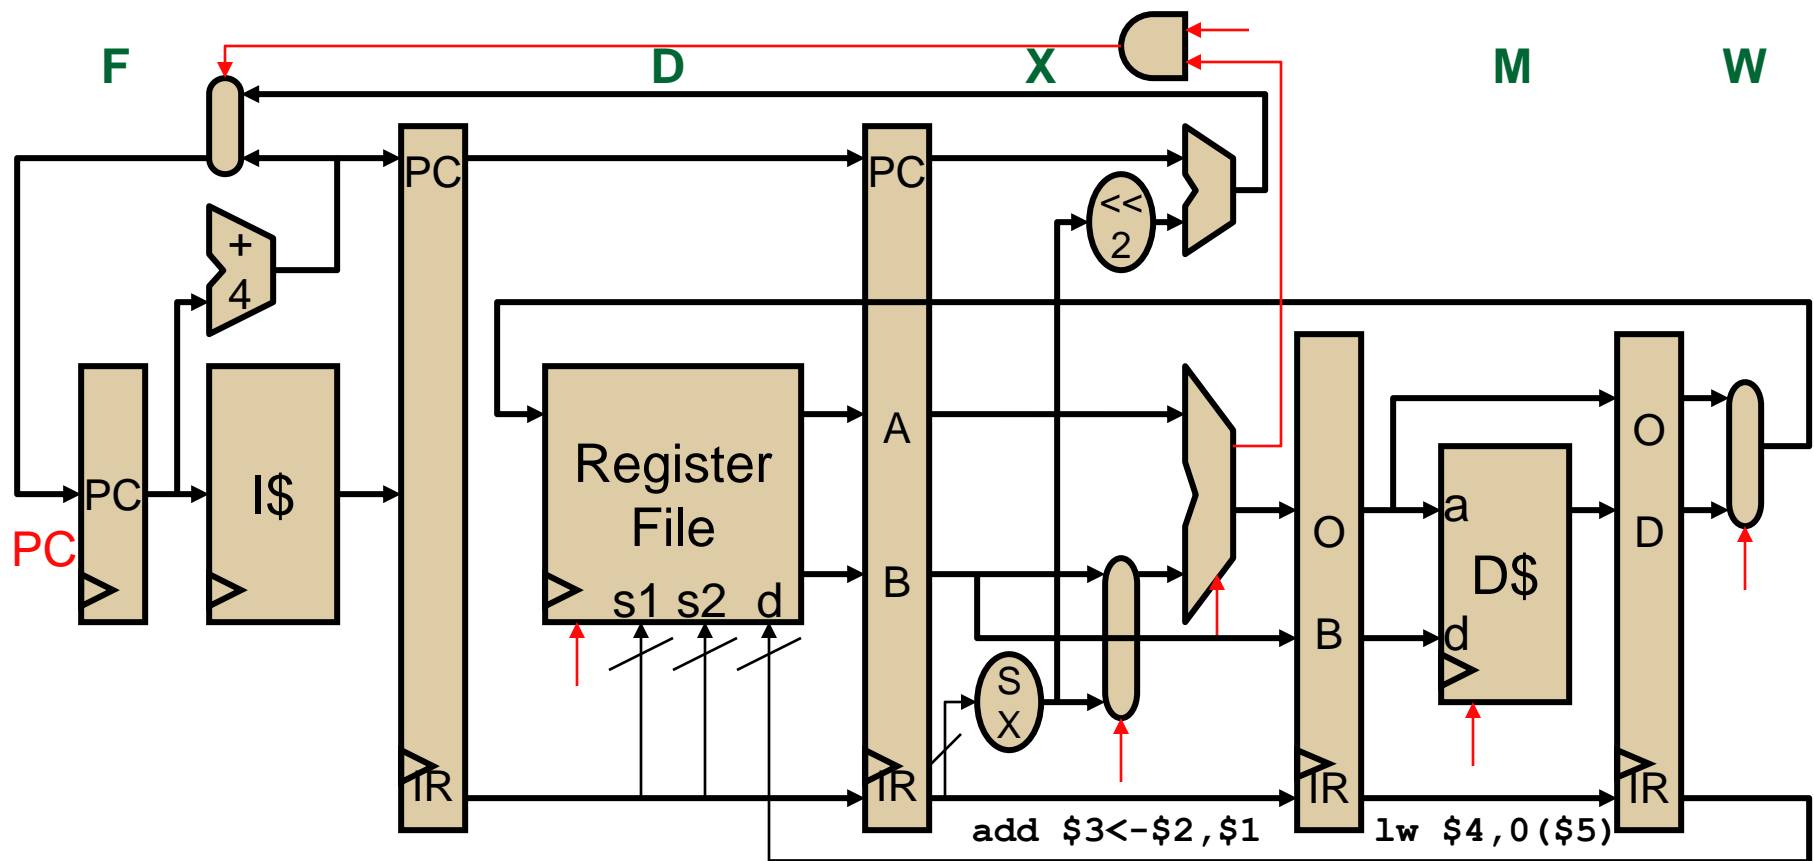 F D X M W
PC PC
<<
2
+
4
PC I$ Register
File A O a O
PC B D$ D
s1 s2 d B d
S
X
IR IR IR IR
add $3<-$2,$1 lw $4,0($5)